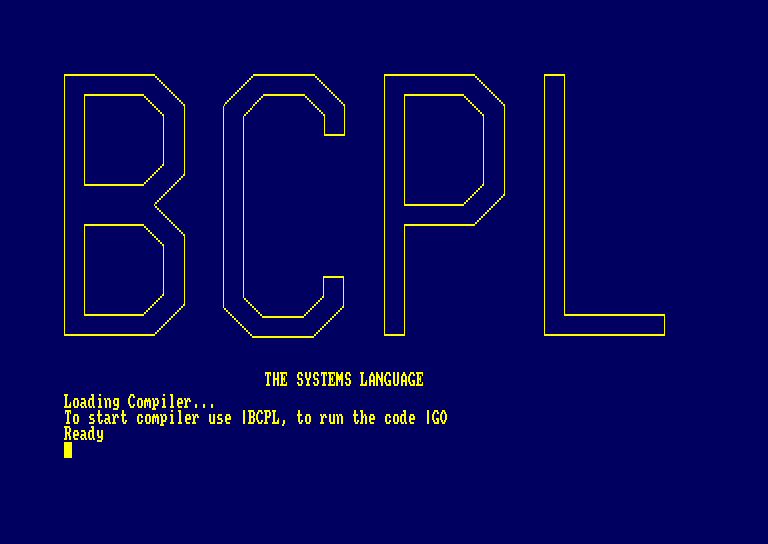 BCPL
THE SYSTEMS LANGUAGE
Loading Compiler...
To start compiler use |BCPL, to run the code |GO
Ready